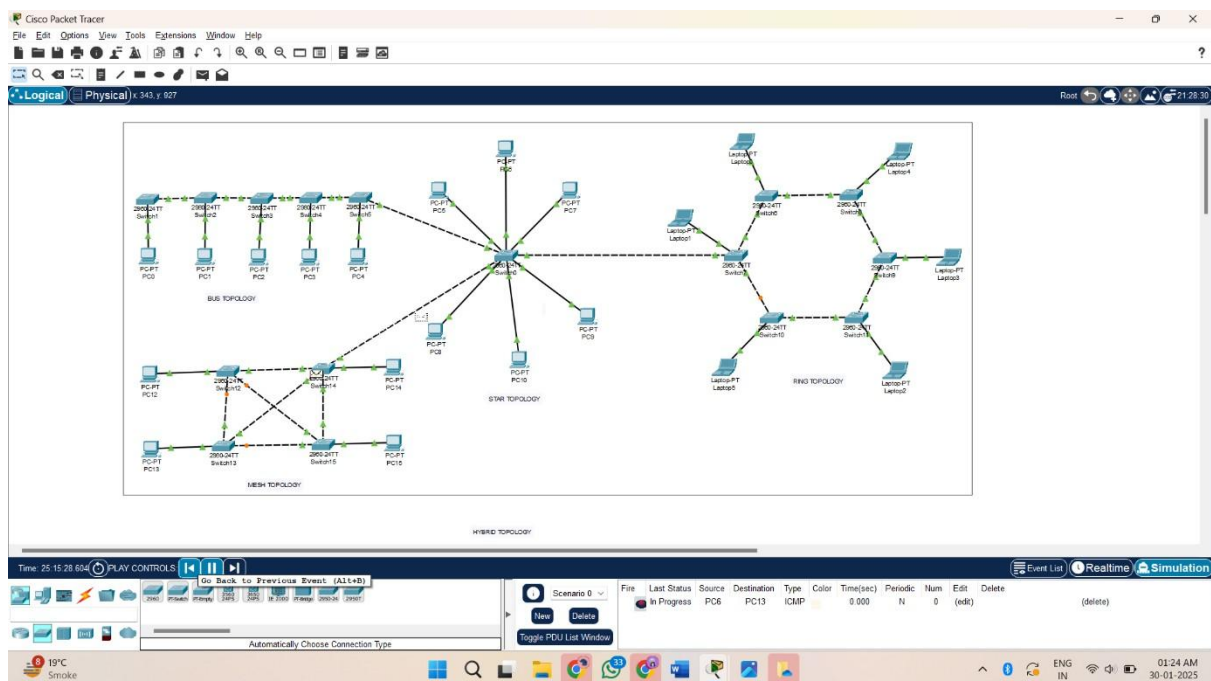 Cisco Packet Tracer
File Edit Options View Tools Extensions Window Help
?
Logical Physical x: 343, y: 927
Root 21:28:30
PC-PT
Laptop-PT
Laptop-PT
Laptop4
2960-24TT
Switch1
2960-24TT
Switch2
2960-24TT
Switch3
2960-24TT
Switch4
2960-24TT
Switch5
PC-PT
PC-PT
PC7
2960-24TT
2960-24TT
Laptop-PT
Laptop1
PC-PT
PC0
PC-PT
PC1
PC-PT
PC2
PC-PT
PC3
PC-PT
PC4
2960-24TT
2960-24TT
2960-24TT
Switch9
Laptop-PT
Laptop3
BUS TOPOLOGY
PC-PT
PC8
PC-PT
PC9
2960-24TT
Switch10
2960-24TT
PC-PT
PC12
2960-24TT
Switch12
Switch14
PC-PT
PC14
PC-PT
PC10
STAR TOPOLOGY
Laptop-PT
Laptop5
RING TOPOLOGY
Laptop-PT
Laptop2
PC-PT
PC13
2960-24TT
Switch13
2960-24TT
Switch15
PC-PT
MESH TOPOLOGY
HYBRID TOPOLOGY
Time: 25:15:28.604 PLAY CONTROLS:
Go Back to Previous Event (Alt+B)
Event List Realtime Simulation
Scenario 0
New Delete
Toggle PDU List Window
Fire Last Status Source Destination Type Color Time(sec) Periodic Num Edit Delete
In Progress PC6 PC13 ICMP 0.000 N 0 (edit) (delete)
Automatically Choose Connection Type
8
19°C
Smoke
33
ENG
IN
01:24 AM
30-01-2025